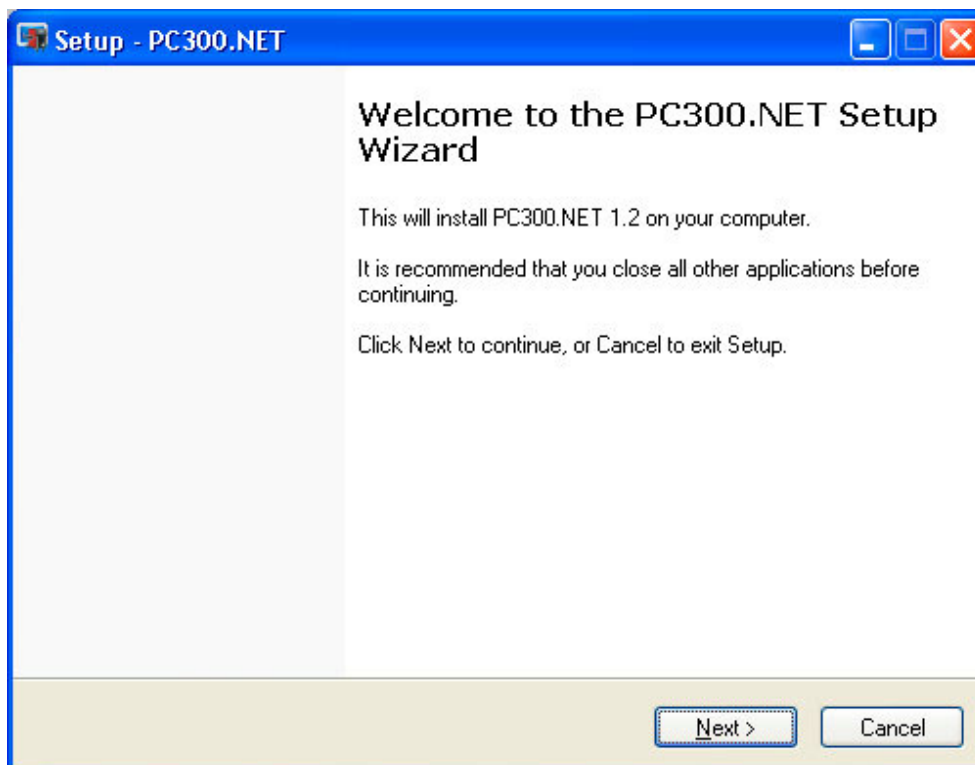 Setup - PC300.NET
Welcome to the PC300.NET Setup
Wizard
This will install PC300.NET 1.2 on your computer.
It is recommended that you close all other applications before
continuing.
Click Next to continue, or Cancel to exit Setup.
Next >
Cancel